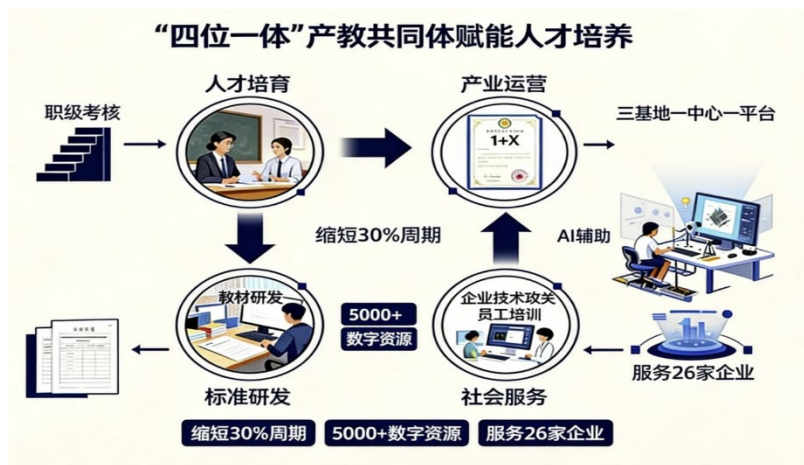 “四位一体”产教共同体赋能人才培养
人才培育
产业运营
职级考核
1+X
三基地一中心一平台
缩短30%周期
AI辅助
教材研发
5000+
数字资源
企业技术攻关
员工培训
标准研发
社会服务
服务26家企业
缩短30%周期
5000+数字资源
服务26家企业